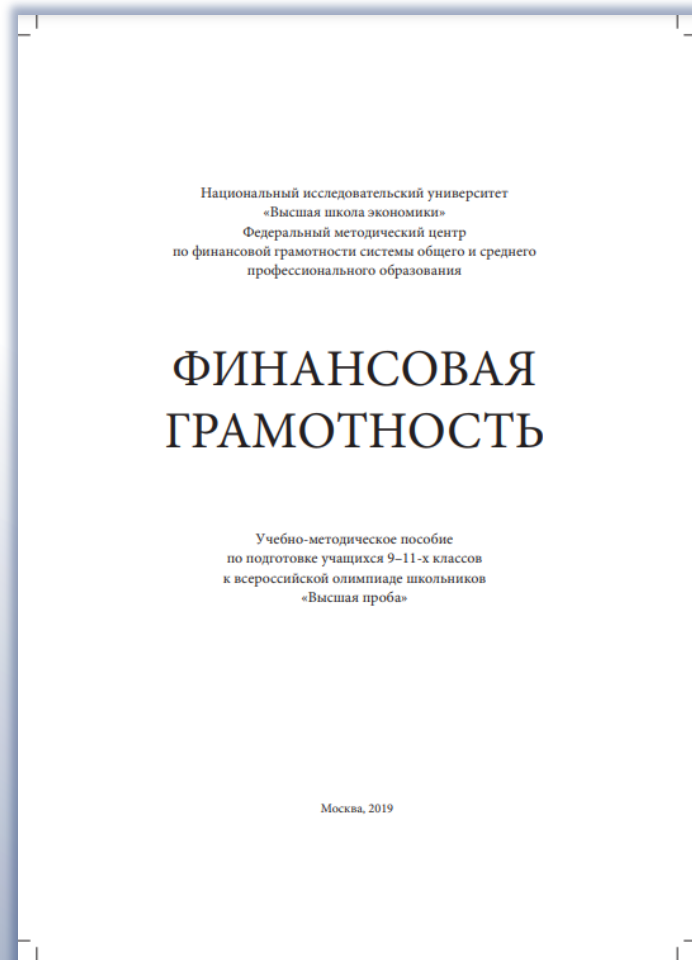 Национальный исследовательский университет
«Высшая школа экономики»
Федеральный методический центр
по финансовой грамотности системы общего и среднего
профессионального образования
ФИНАНСОВАЯ
ГРАМОТНОСТЬ
Учебно-методическое пособие
по подготовке учащихся 9–11-х классов
к всероссийской олимпиаде школьников
«Высшая проба»
Москва, 2019